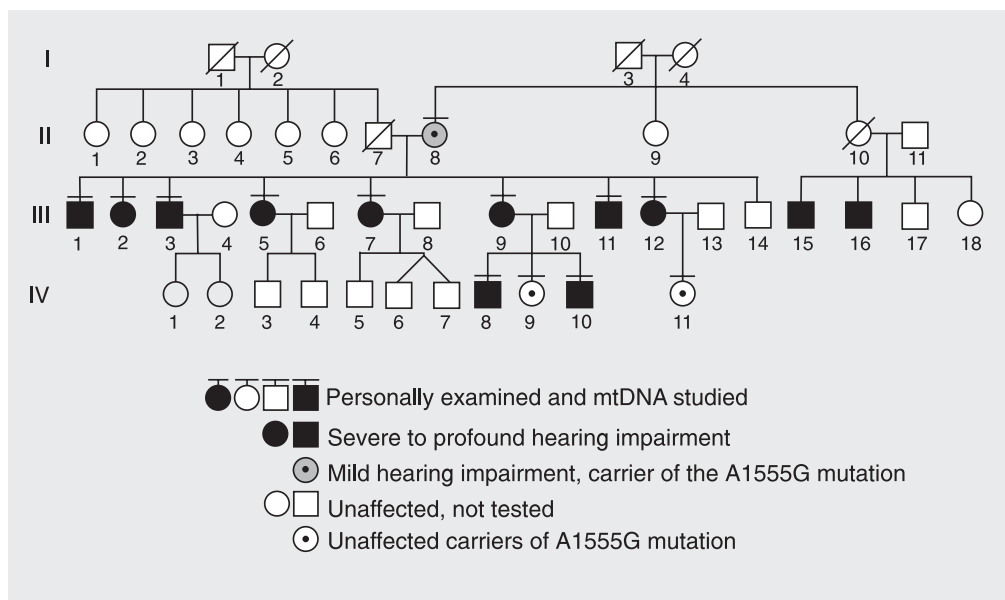 I
1 2 3 4
II
1 2 3 4 5 6 7 8 9 10 11
III
1 2 3 4 5 6 7 8 9 10 11 12 13 14 15 16 17 18
IV
1 2 3 4 5 6 7 8 9 10 11
Personally examined and mtDNA studied
Severe to profound hearing impairment
Mild hearing impairment, carrier of the A1555G mutation
Unaffected, not tested
Unaffected carriers of A1555G mutation